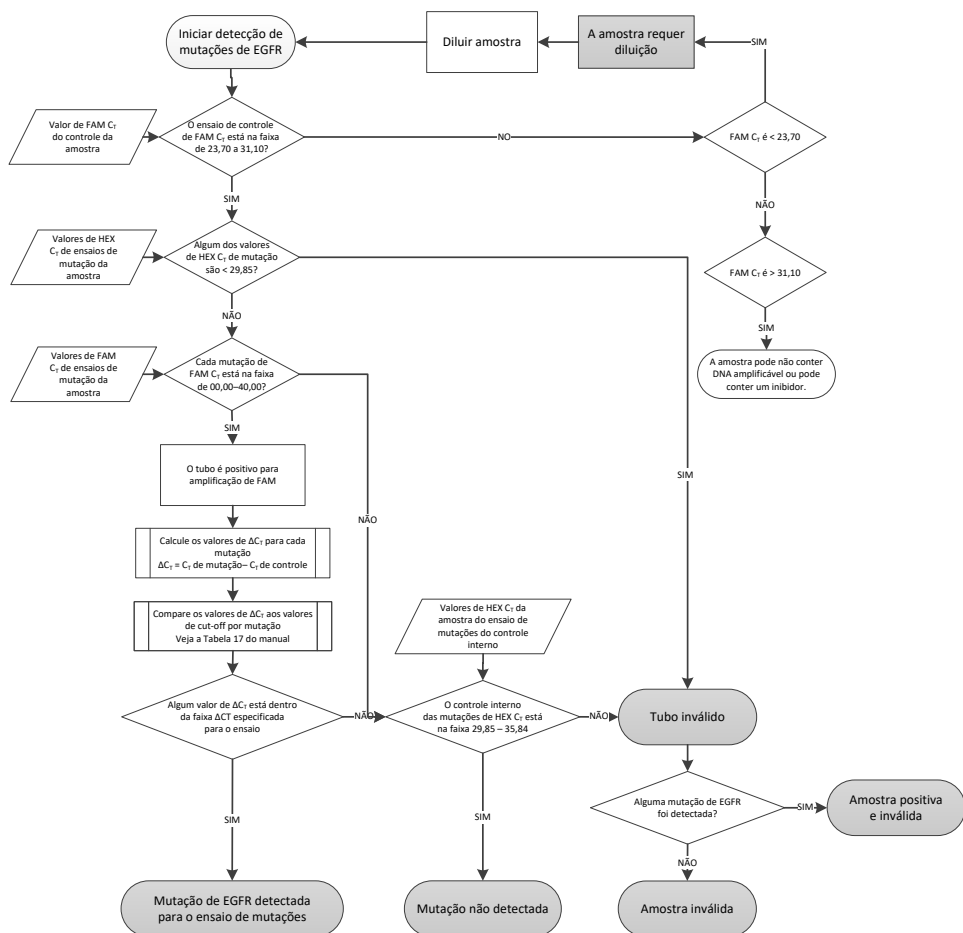 Iniciar detecção de
mutações de EGFR
Diluir amostra
A amostra requer
diluição
SIM
Valor de FAM CT
do controle da
amostra
O ensaio de controle
de FAM CT está na faixa
de 23,70 a 31,10?
NO
FAM CT é < 23,70
SIM
NÃO
Valores de HEX
CT de ensaios de
mutação da
amostra
Algum dos valores
de HEX CT de mutação
são < 29,85?
FAM CT é > 31,10
NÃO
SIM
Valores de FAM
CT de ensaios de
mutação da
amostra
Cada mutação de
FAM CT está na faixa
de 00,00–40,00?
A amostra pode não conter
DNA amplificável ou pode
conter um inibidor.
SIM
O tubo é positivo para
amplificação de FAM
SIM
NÃO
Calcule os valores de ΔCT para cada
mutação
ΔCT = CT de mutação– CT de controle
Compare os valores de ΔCT aos valores
de cut-off por mutação
Veja a Tabela 17 do manual
Valores de HEX CT da
amostra do ensaio de
mutações do controle
interno
Algum valor de ΔCT está dentro
da faixa ΔCT especificada
para o ensaio
NÃO
O controle interno
das mutações de HEX CT está
na faixa 29,85 – 35,84
NÃO
Tubo inválido
Alguma mutação de EGFR
foi detectada?
SIM
Amostra positiva
e inválida
SIM
SIM
NÃO
Mutação de EGFR detectada
para o ensaio de mutações
Mutação não detectada
Amostra inválida